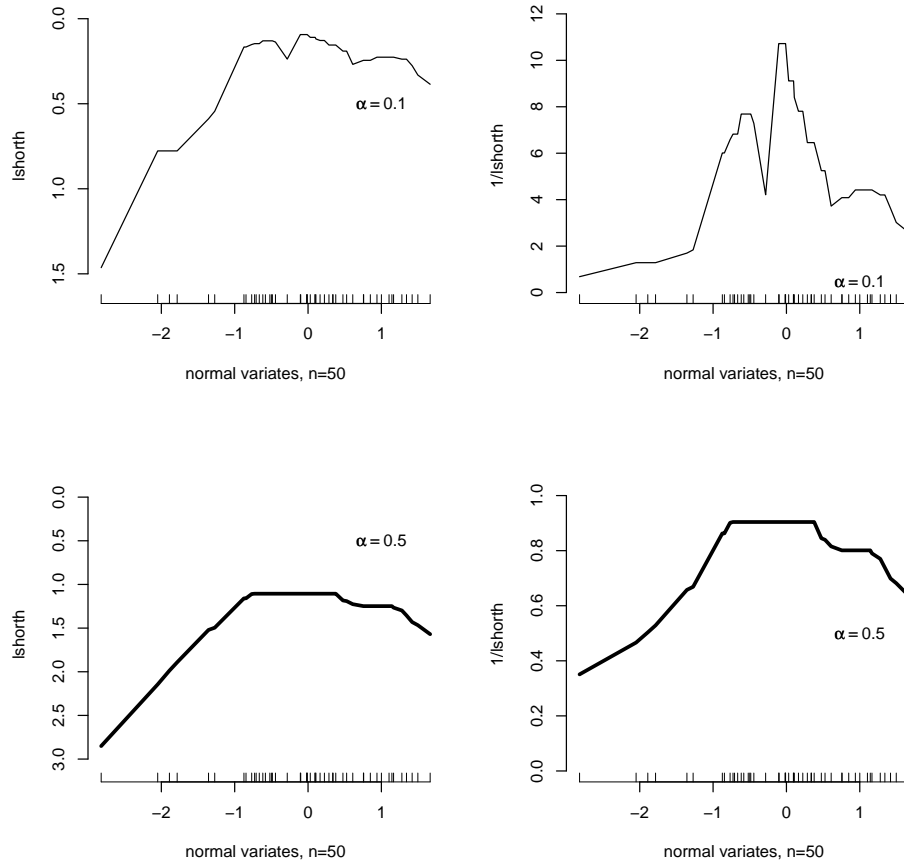 lshorth
0.0
0.5
1.0
1.5
α = 0.1
−2 −1 0 1
normal variates, n=50
1/lshorth
12
10
8
6
4
2
0
α = 0.1
−2 −1 0 1
normal variates, n=50
lshorth
0.0
0.5
1.0
1.5
2.0
2.5
3.0
α = 0.5
−2 −1 0 1
normal variates, n=50
1/lshorth
1.0
0.8
0.6
0.4
0.2
0.0
α = 0.5
−2 −1 0 1
normal variates, n=50